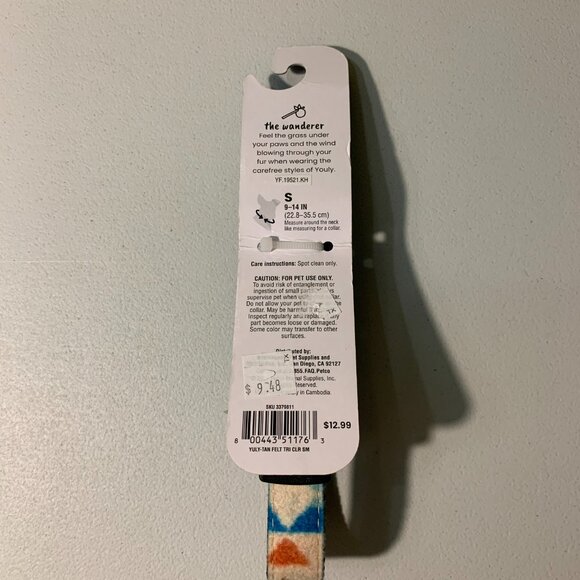 the wanderer
Feel the grass under
your paws and the wind
blowing through your
fur when wearing the
carefree styles of Youly.
YF.19521.KH
S
9-14 IN
(22.8-35.5 cm)
Measure around the neck
like measuring for a collar.
Care instructions: Spot clean only.
CAUTION: FOR PET USE ONLY.
To avoid risk of entanglement or
ingestion of small
supervise pet when
Do not allow your pet to
collar. May be harmful
Inspect regularly and replace
part becomes loose or damaged.
Some color may transfer to other
surfaces.
by:
Supplies and
Diego, CA 92127
855.FAQ.Petco
Supplies, Inc.
Reserved.
in Cambodia.
$ 9.48
SKU 3379811
$12.99
8 00443 51176 3
YULY-TAN FELT TRI CLR SM